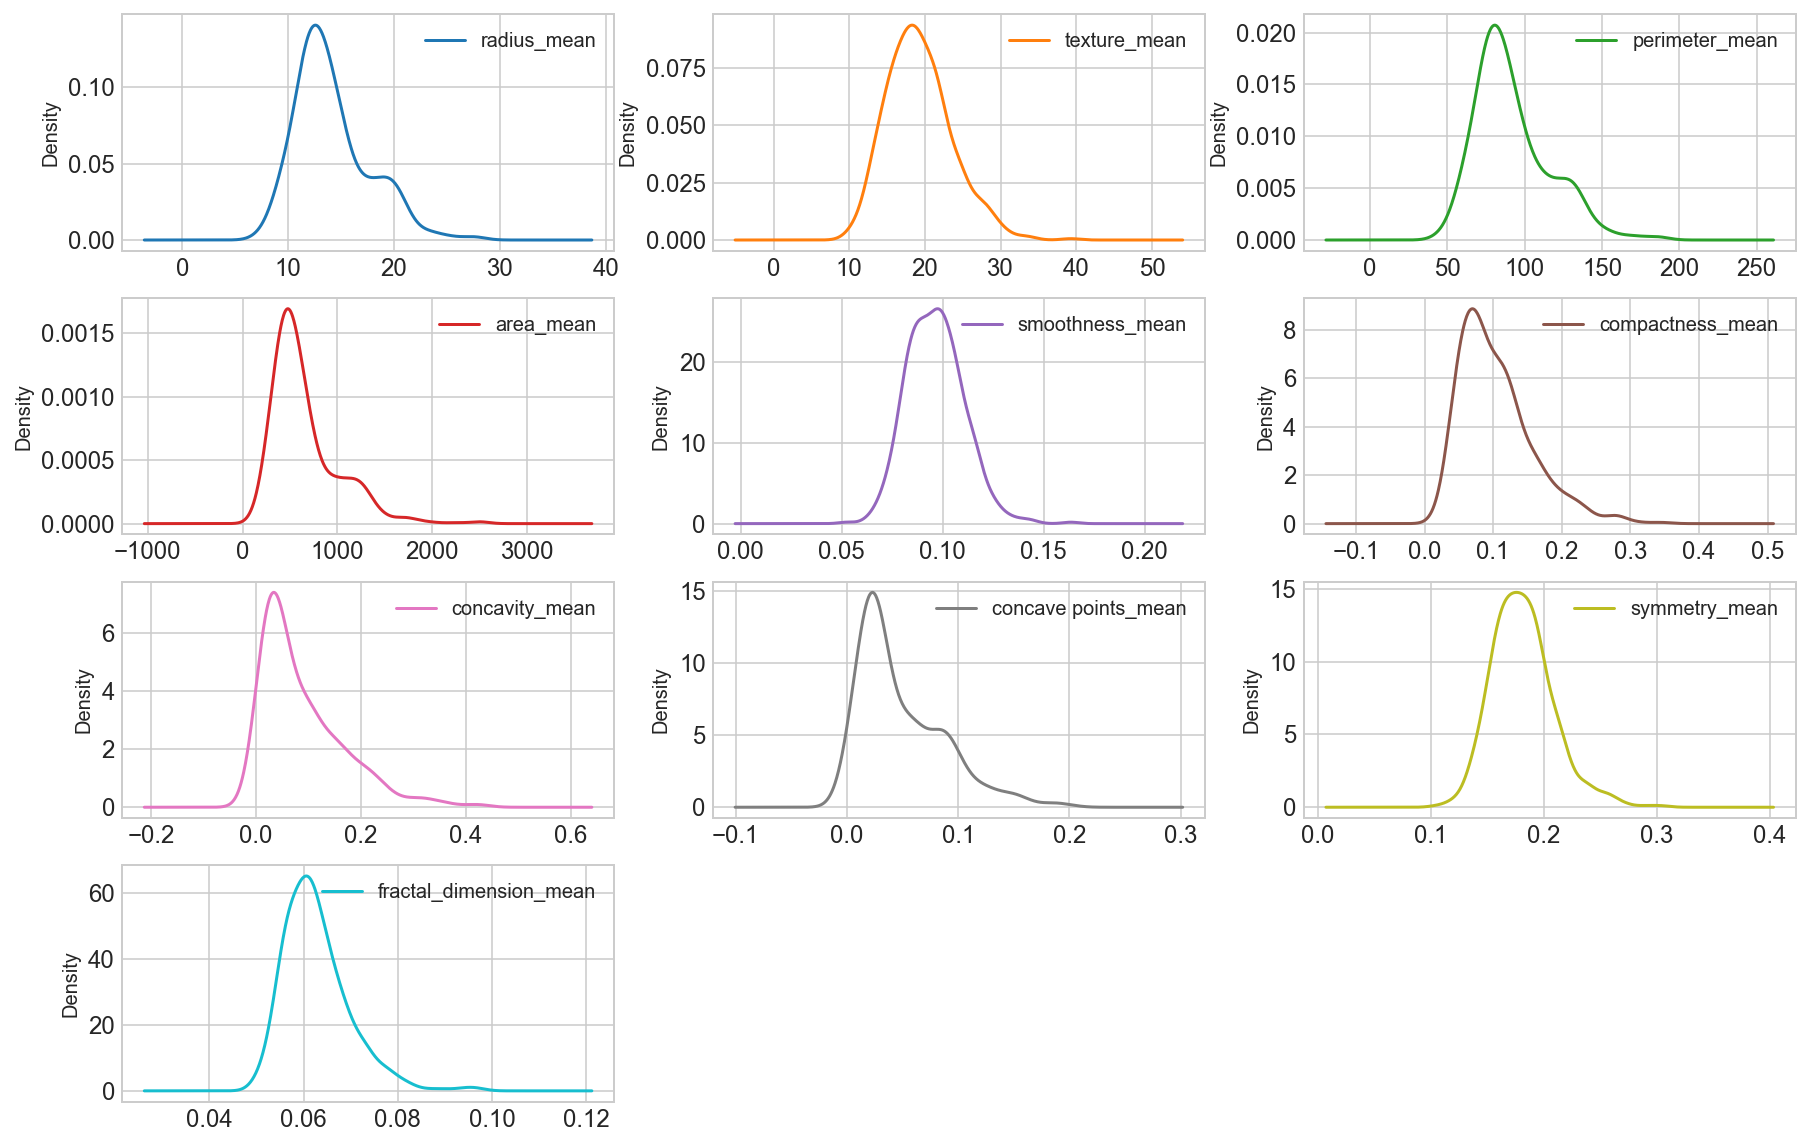 Density
0.10
0.05
0.00
radius_mean
0 10 20 30 40
Density
0.075
0.050
0.025
0.000
texture_mean
0 10 20 30 40 50
Density
0.020
0.015
0.010
0.005
0.000
perimeter_mean
0 50 100 150 200 250
Density
0.0015
0.0010
0.0005
0.0000
area_mean
−1000 0 1000 2000 3000
Density
20
10
0
smoothness_mean
0.00 0.05 0.10 0.15 0.20
Density
8
6
4
2
0
compactness_mean
−0.1 0.0 0.1 0.2 0.3 0.4 0.5
Density
6
4
2
0
concavity_mean
−0.2 0.0 0.2 0.4 0.6
Density
15
10
5
0
concave points_mean
−0.1 0.0 0.1 0.2 0.3
Density
15
10
5
0
symmetry_mean
0.0 0.1 0.2 0.3 0.4
Density
60
40
20
0
fractal_dimension_mean
0.04 0.06 0.08 0.10 0.12